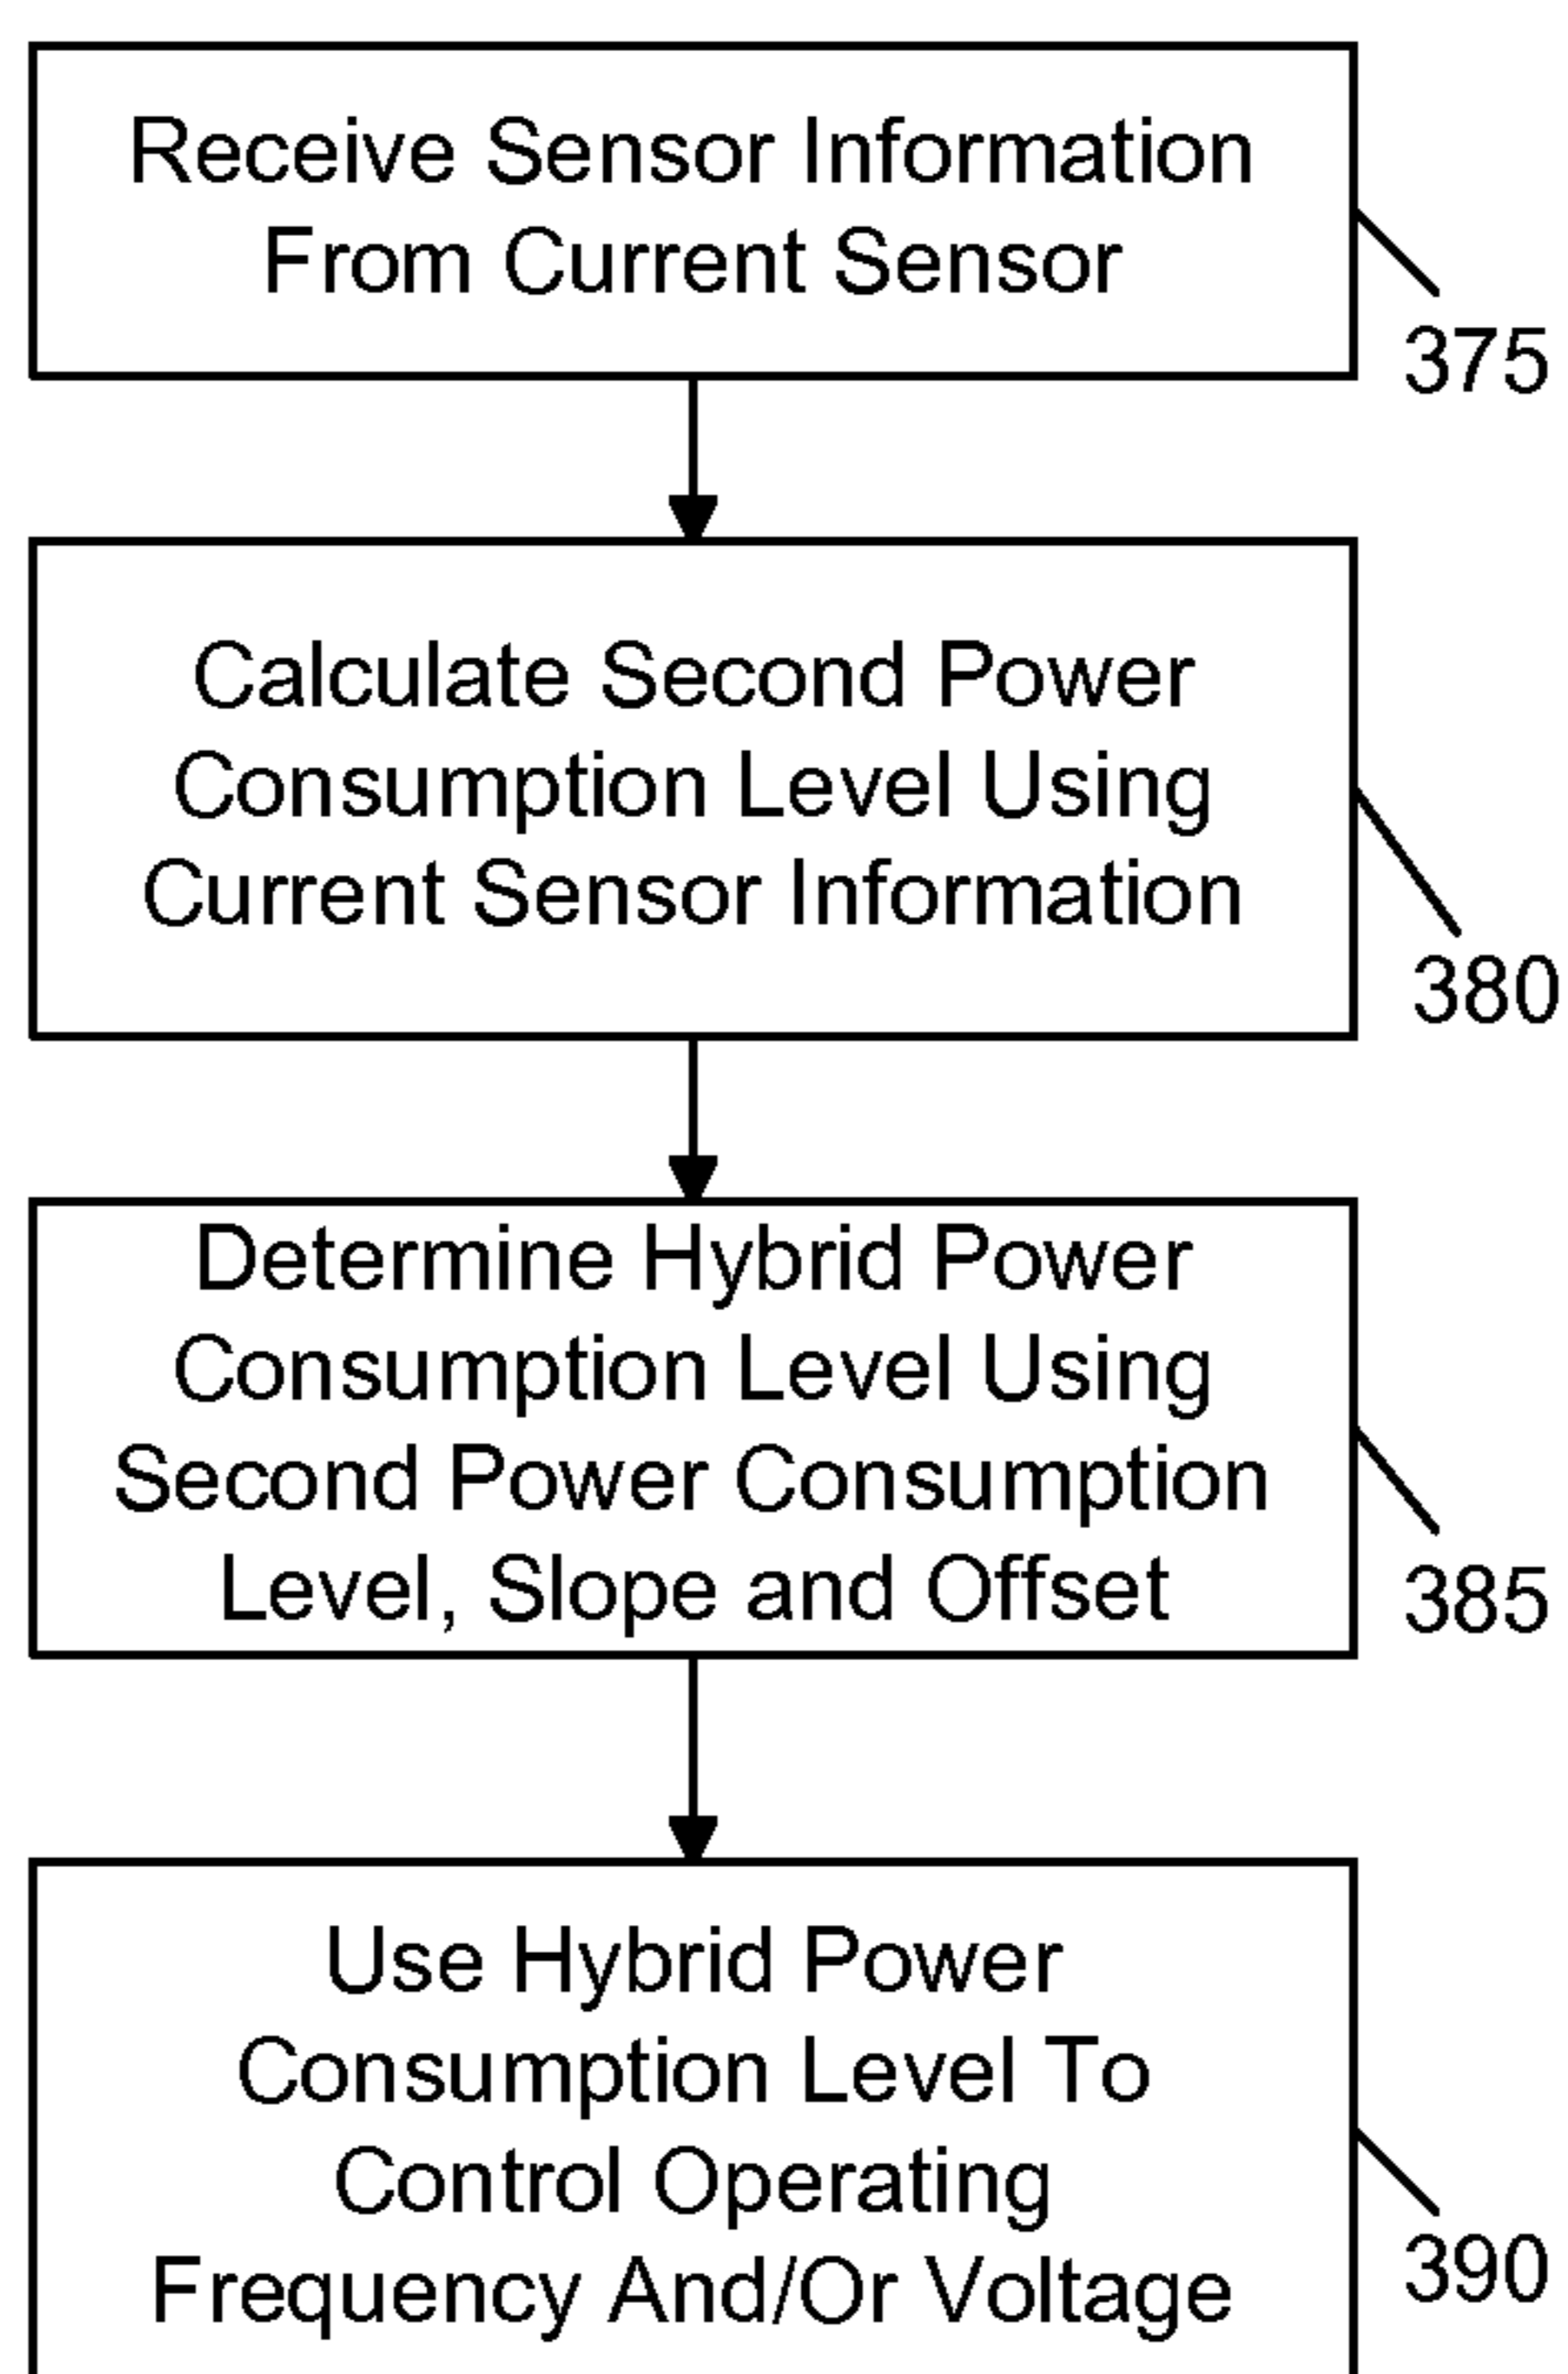 Receive Sensor Information
From Current Sensor
375
Calculate Second Power
Consumption Level Using
Current Sensor Information
380
Determine Hybrid Power
Consumption Level Using
Second Power Consumption
Level, Slope and Offset
385
Use Hybrid Power
Consumption Level To
Control Operating
Frequency And/Or Voltage
390